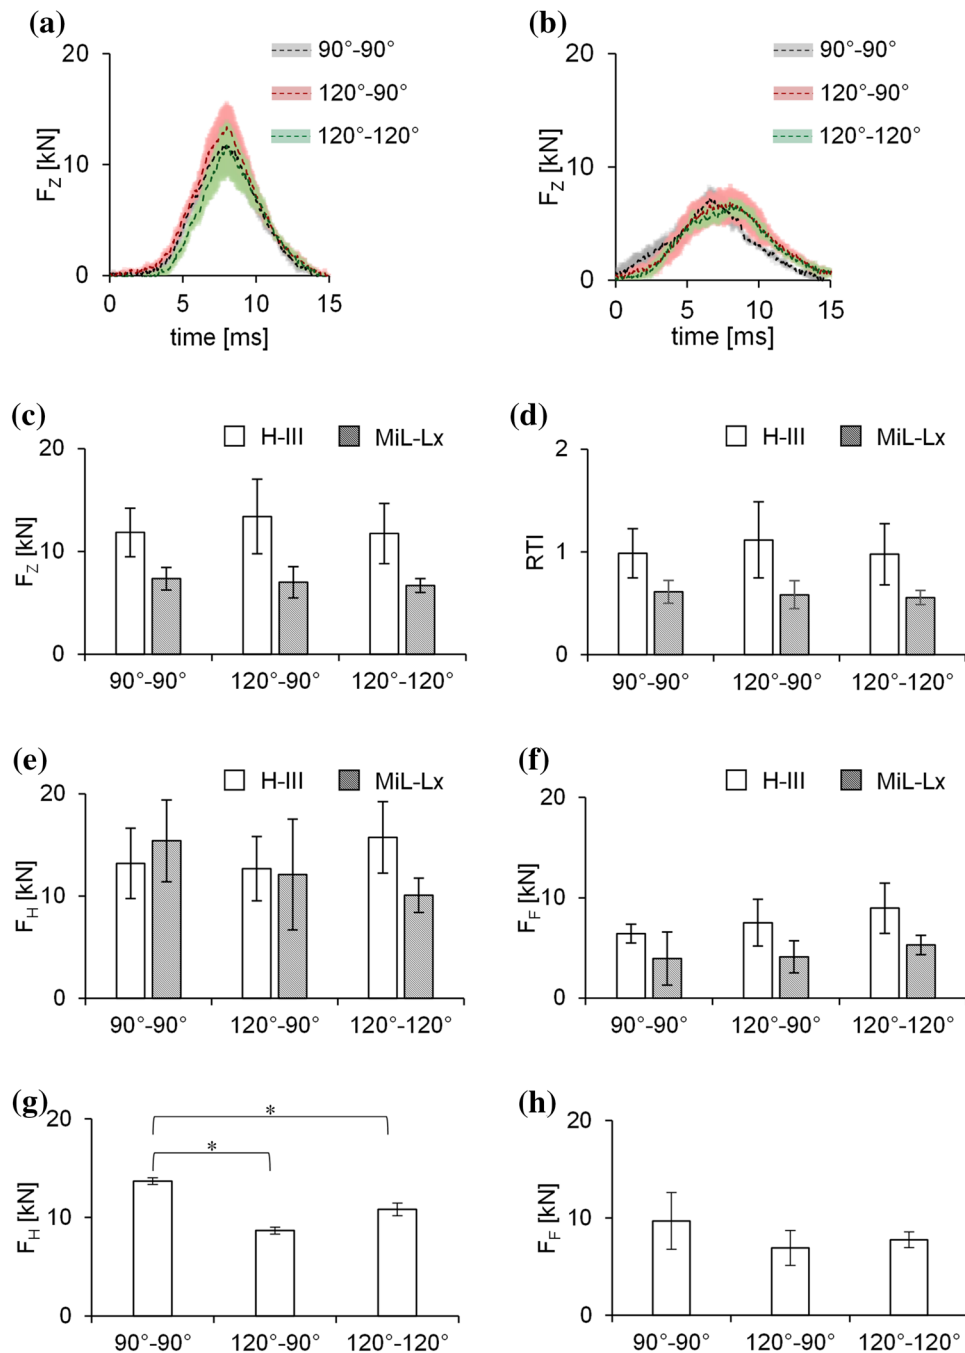 (a)
20
10
0
F_Z [kN]
90°-90°
120°-90°
120°-120°
0 5 10 15
time [ms]
(b)
20
10
0
F_Z [kN]
90°-90°
120°-90°
120°-120°
0 5 10 15
time [ms]
(c)
H-III MiL-Lx
20
10
0
F_Z [kN]
90°-90° 120°-90° 120°-120°
(d)
H-III MiL-Lx
2
1
0
RTI
90°-90° 120°-90° 120°-120°
(e)
H-III MiL-Lx
20
10
0
F_H [kN]
90°-90° 120°-90° 120°-120°
(f)
H-III MiL-Lx
20
10
0
F_F [kN]
90°-90° 120°-90° 120°-120°
(g)
20
10
0
F_H [kN]
*
*
90°-90° 120°-90° 120°-120°
(h)
20
10
0
F_F [kN]
90°-90° 120°-90° 120°-120°